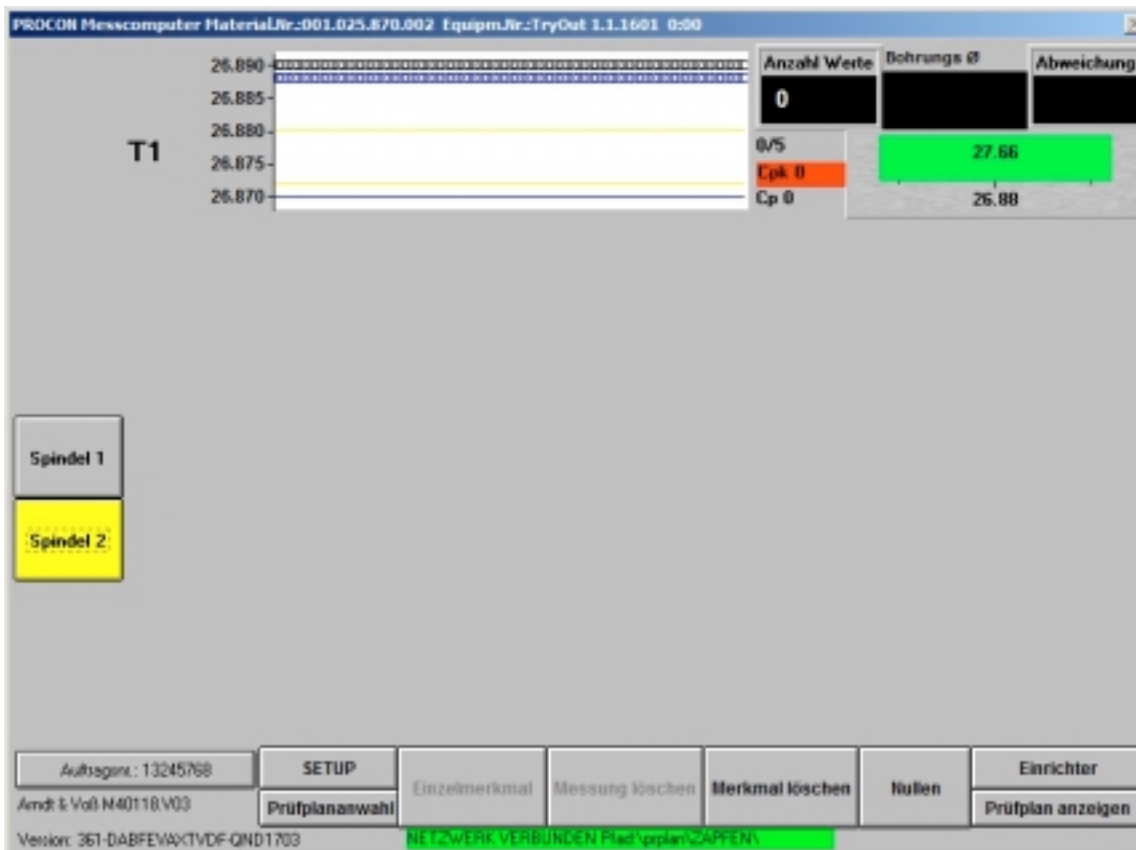 PROCON Messcomputer Material.Nr.:001.025.870.002 Equipm.Nr.:TryOut 1.1.1601 0:00
26.890
26.885
26.880
26.875
26.870
T1
Anzahl Werte
0
Bohrungs Ø
Abweichung
0/5
Cpk 0
Cp 0
27.66
26.88
Spindel 1
Spindel 2
Auftragsnr.: 13245768
SETUP
Einzelmerkmal
Messung löschen
Merkmal löschen
Nullen
Einrichter
Arndt & Voß M40118.V03
Prüfplananwahl
Prüfplan anzeigen
Version: 361-DABFEVAXTVDF-QND1703
NETZWERK VERBUNDEN Pfad:\prplan\ZAPFEN\